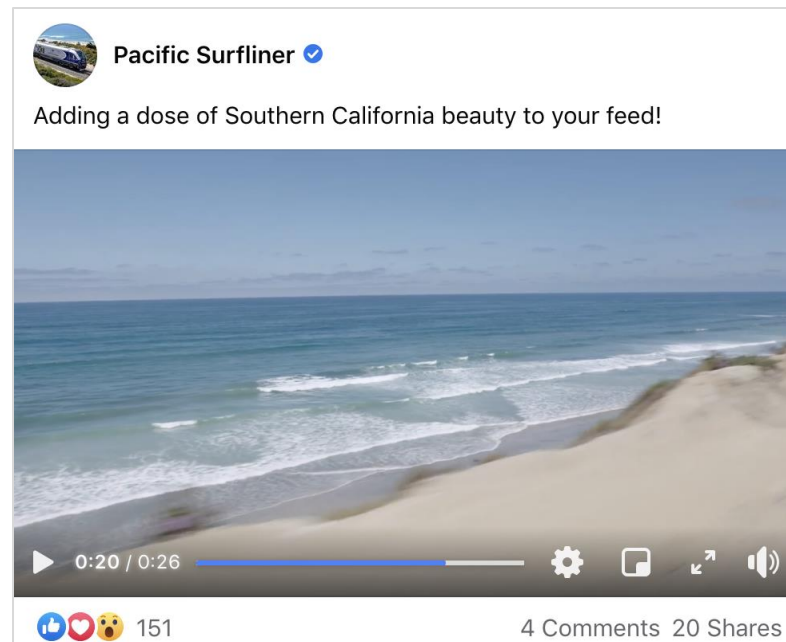 Pacific Surfliner
Adding a dose of Southern California beauty to your feed!
0:20 / 0:26
151 4 Comments 20 Shares